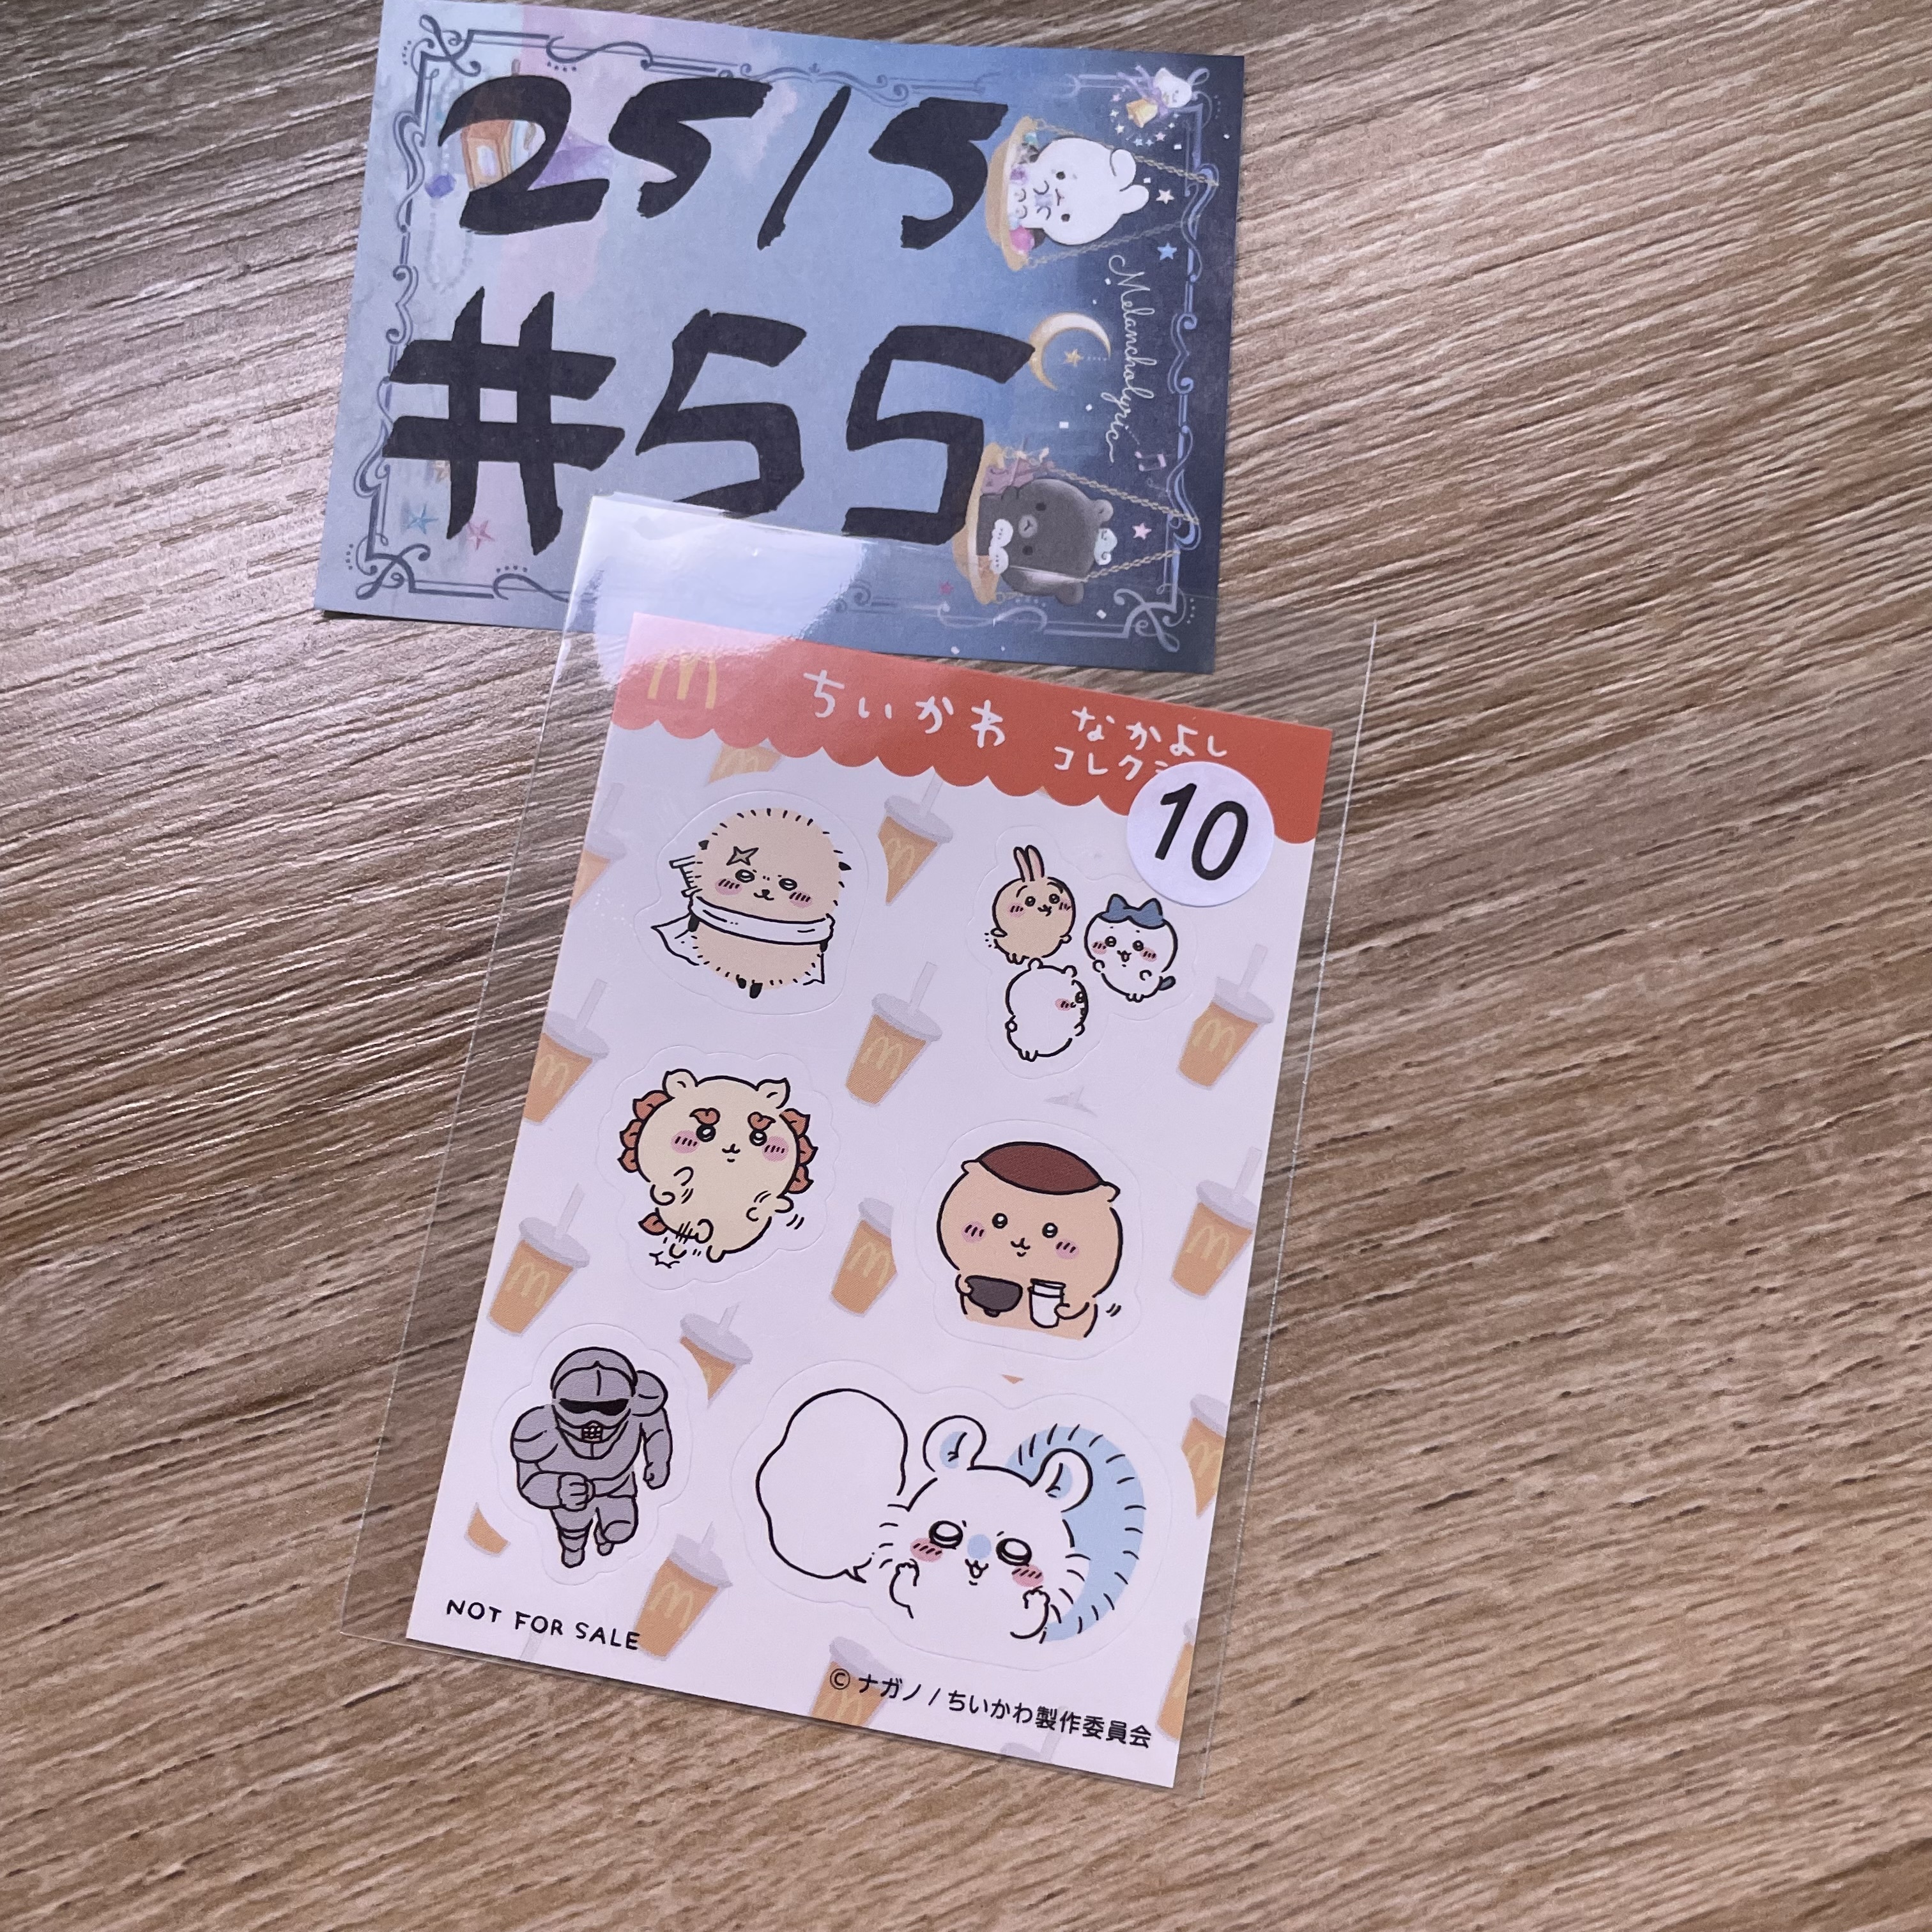 25/5
#55
Melancholyric
ちいかわ
なかよし
コレクシ
10
NOT FOR SALE
© ナガノ / ちいかわ製作委員会